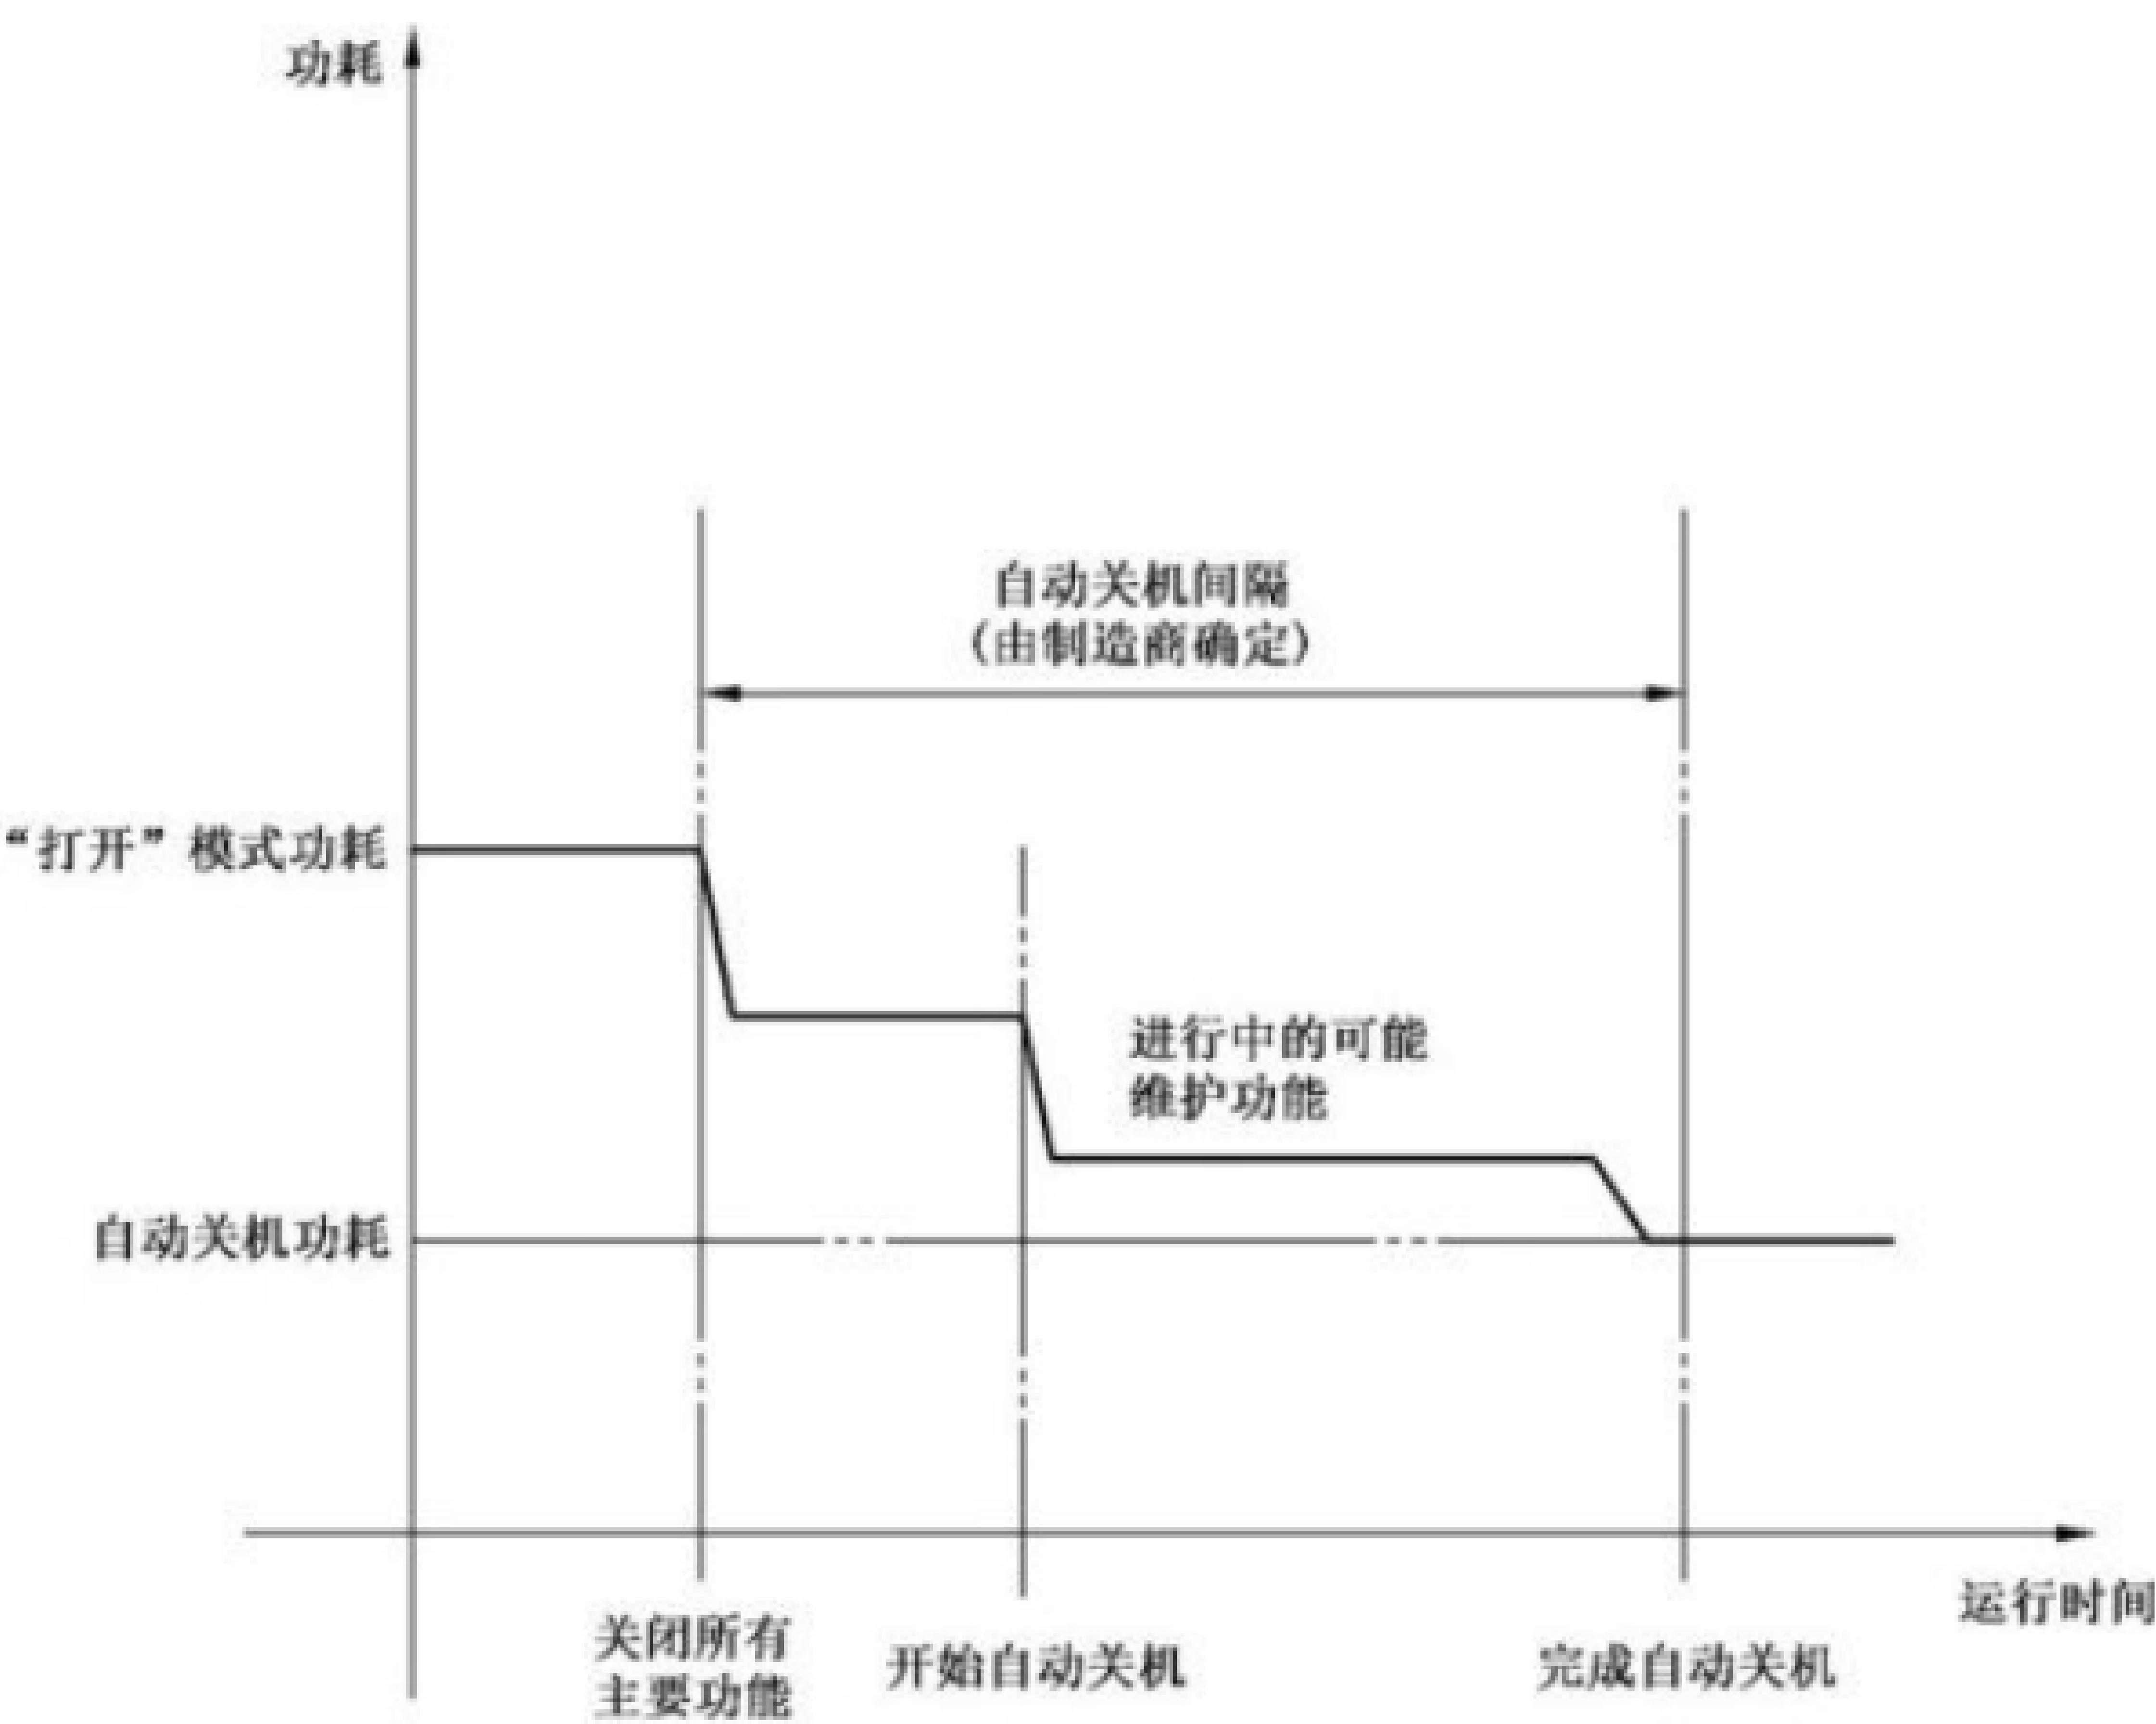 功耗
自动关机间隔
(由制造商确定)
“打开”模式功耗
进行中的可能
维护功能
自动关机功耗
运行时间
关闭所有
主要功能
开始自动关机
完成自动关机